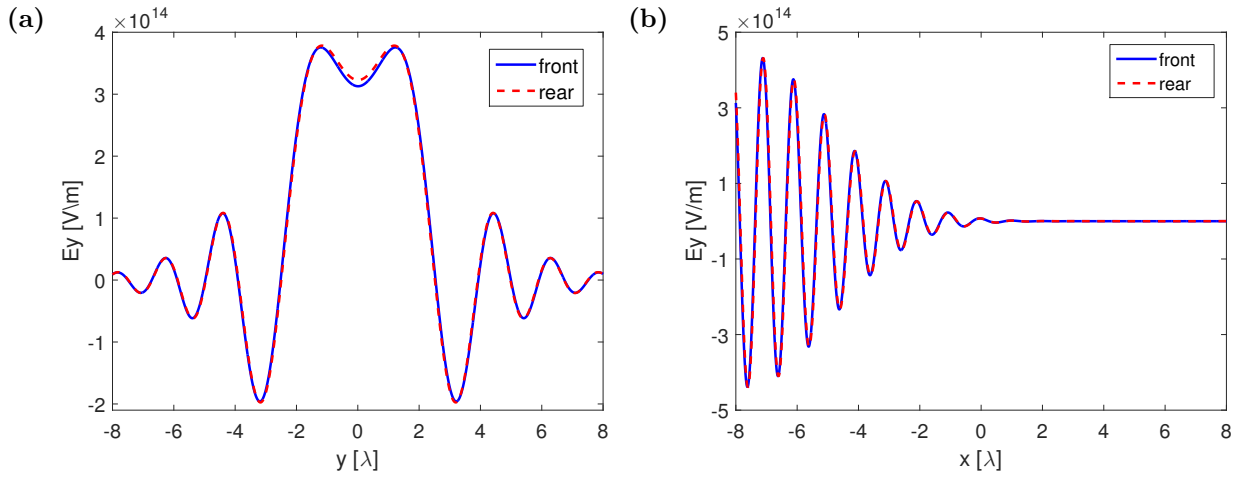 (a)
×10^14
4
3
2
1
0
-1
-2
Ey [V\m]
-8 -6 -4 -2 0 2 4 6 8
y [λ]
front
rear
(b)
×10^14
5
3
1
-1
-3
-5
Ey [V/m]
-8 -6 -4 -2 0 2 4 6 8
x [λ]
front
rear